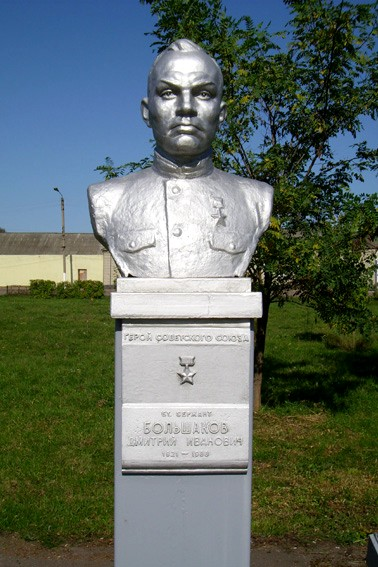 ГЕРОЙ СОВЕТСКОГО СОЮЗА
СТ. СЕРЖАНТ
БОЛЬШАКОВ
ДМИТРИЙ ИВАНОВИЧ